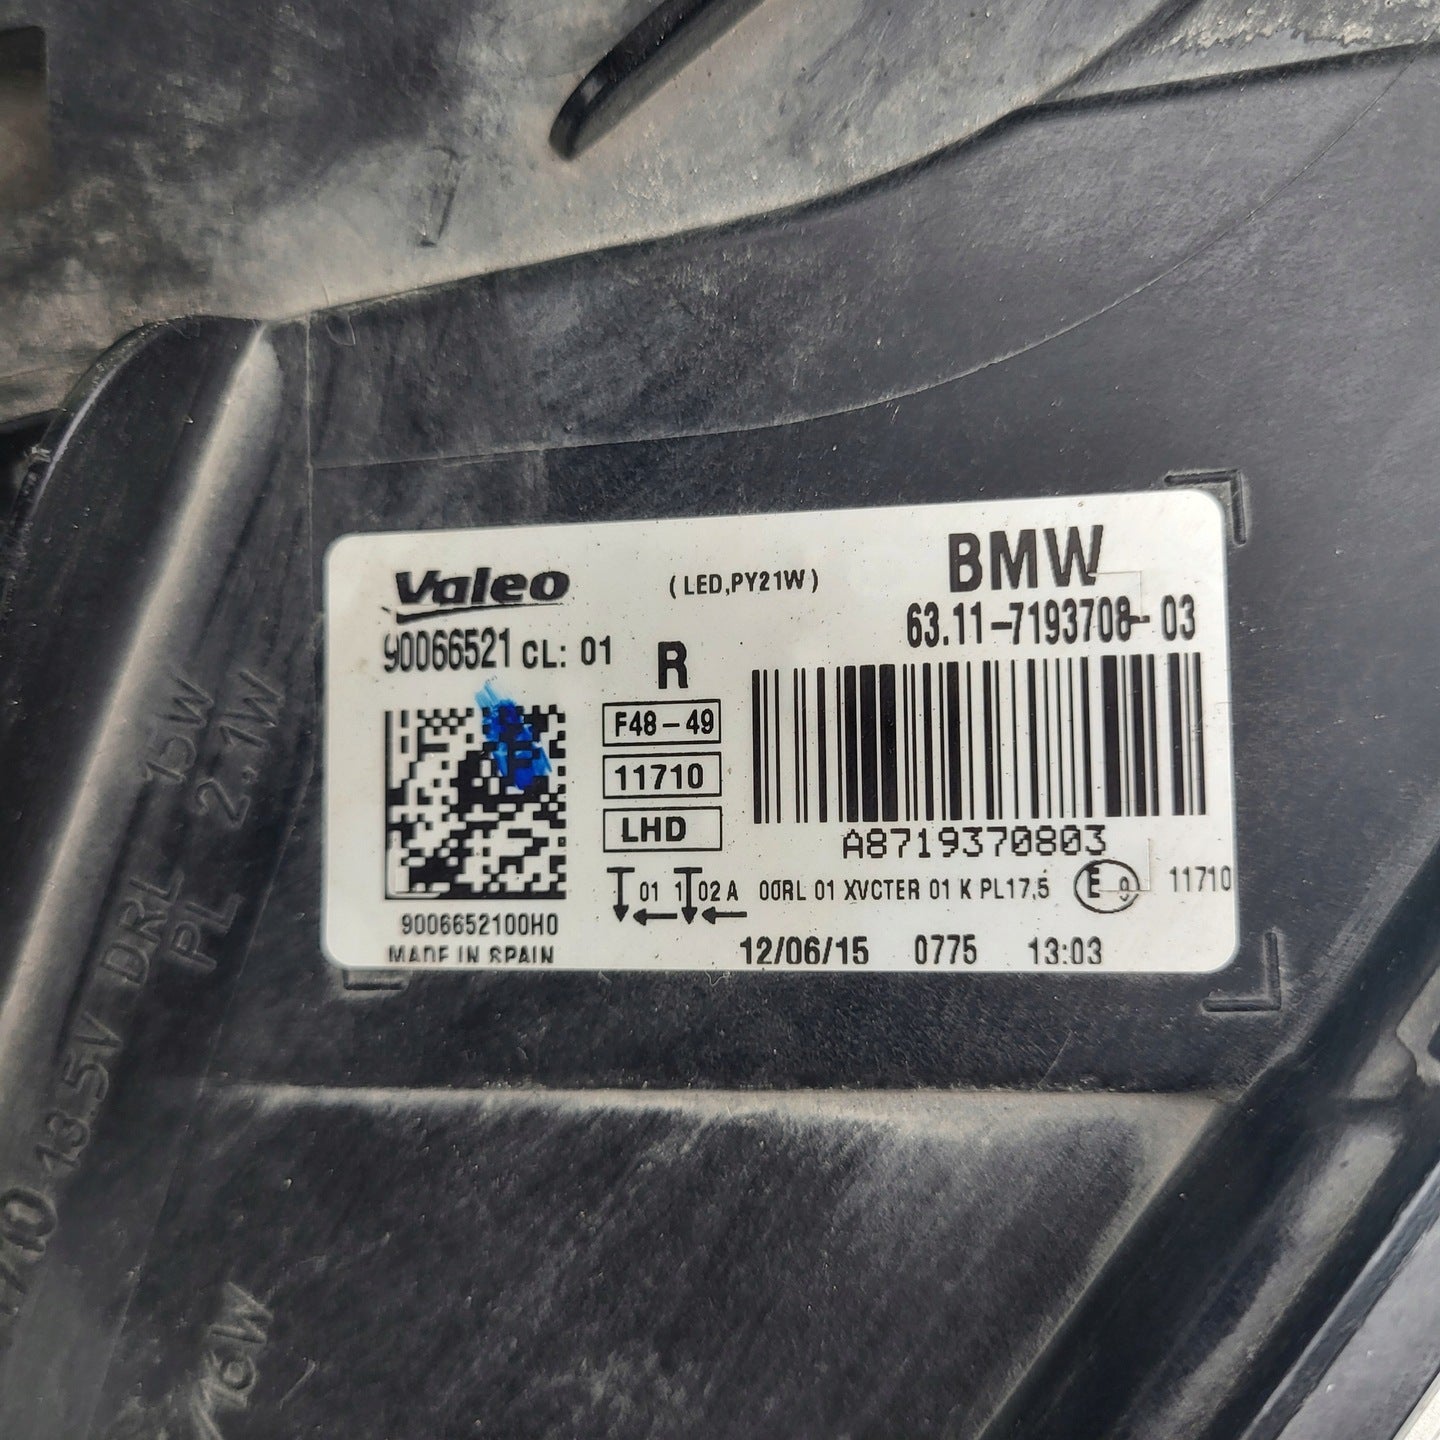 Valeo
(LED,PY21W)
BMW
90066521 CL: 01
R
63.11-7193708-03
F48-49
11710
LHD
A8719370803
01 1 02 A 00RL 01 XVCTER 01 K PL17,5 E 11710
9006652100H0
MADE IN SPAIN
12/06/15 0775 13:03
13.5V DRL 15W
PL 2.1W
16W